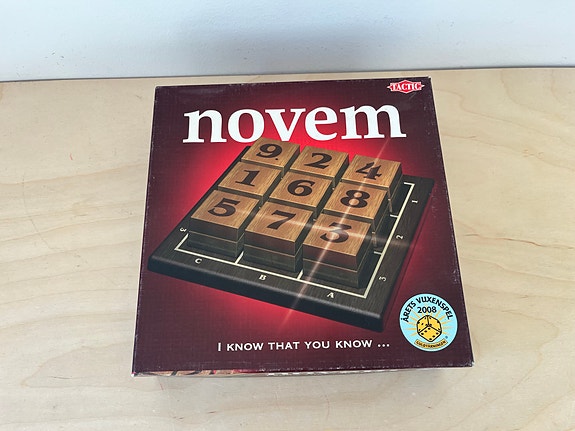 TACTIC
novem
9. 2 4
1 6 8
5 7 3
1
2
3
3
C B A
I KNOW THAT YOU KNOW ...
ÅRETS VUXENSPEL
2008